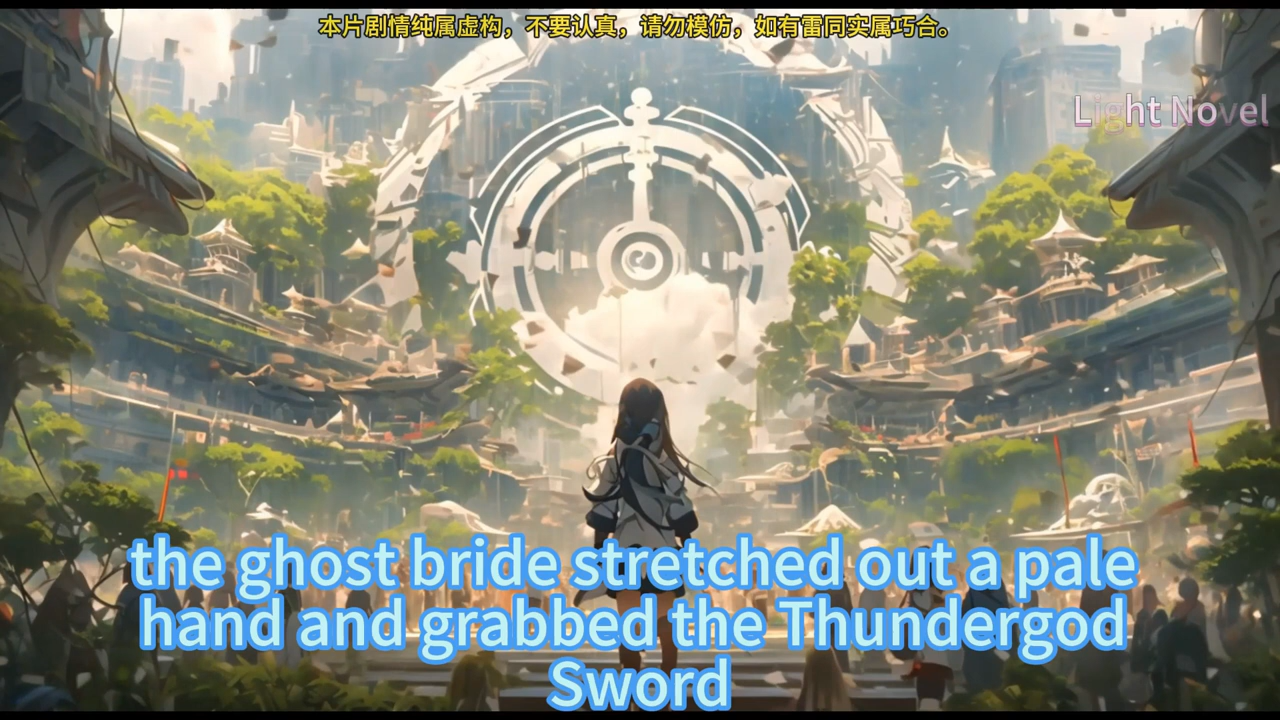 本片剧情纯属虚构，不要认真，请勿模仿，如有雷同实属巧合。
Light Novel
the ghost bride stretched out a pale
hand and grabbed the Thundergod
Sword